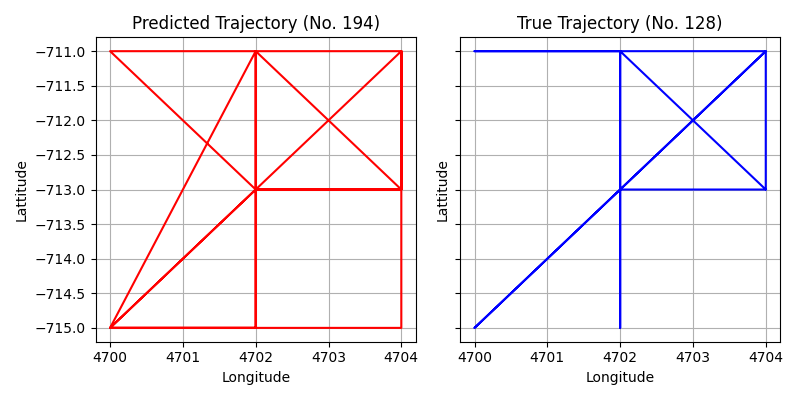 Predicted Trajectory (No. 194)
Lattitude
−711.0
−711.5
−712.0
−712.5
−713.0
−713.5
−714.0
−714.5
−715.0
4700 4701 4702 4703 4704
Longitude
True Trajectory (No. 128)
Lattitude
4700 4701 4702 4703 4704
Longitude